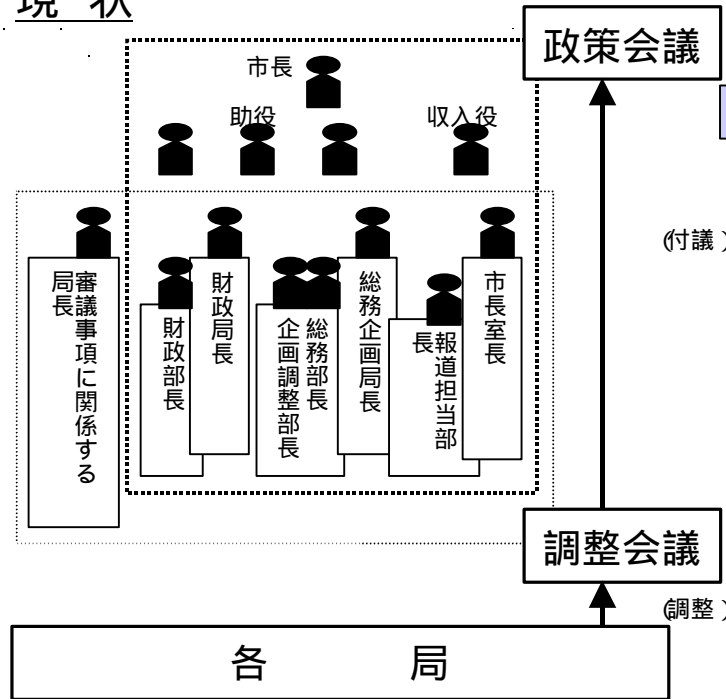 現　状
政策会議
市長
助役
収入役
(付議)
審議事項に関係する
局長
財政部長
財政局長
総務部長
企画調整部長
総務企画局長
報道担当部
長
市長室長
調整会議
(調整)
各　局